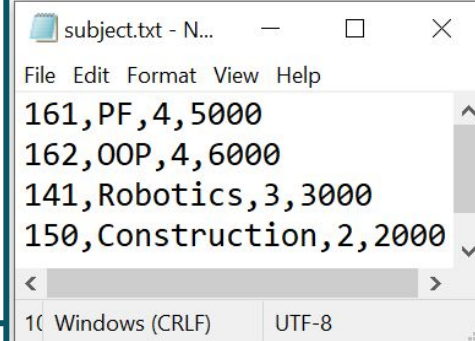 subject.txt - N...
File Edit Format View Help
161,PF,4,5000
162,OOP,4,6000
141,Robotics,3,3000
150,Construction,2,2000
Windows (CRLF) UTF-8